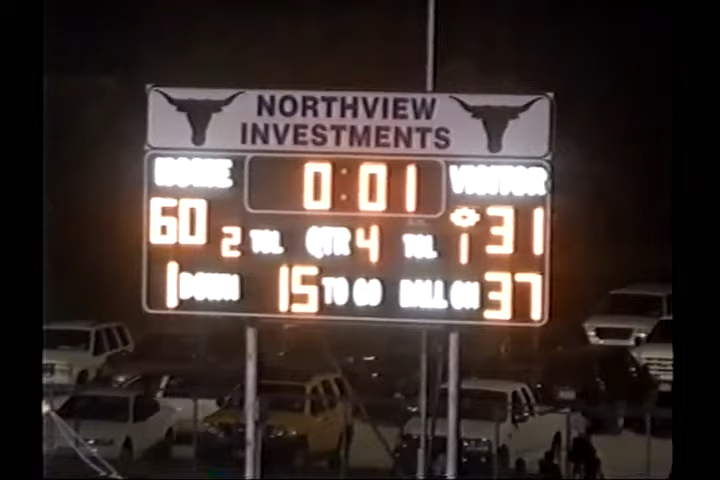 NORTHVIEW
INVESTMENTS
HOME 0:01 VISITOR
60 2 TOL QTR 4 TOL 1 31
1 DOWN 15 TO GO BALL ON 37